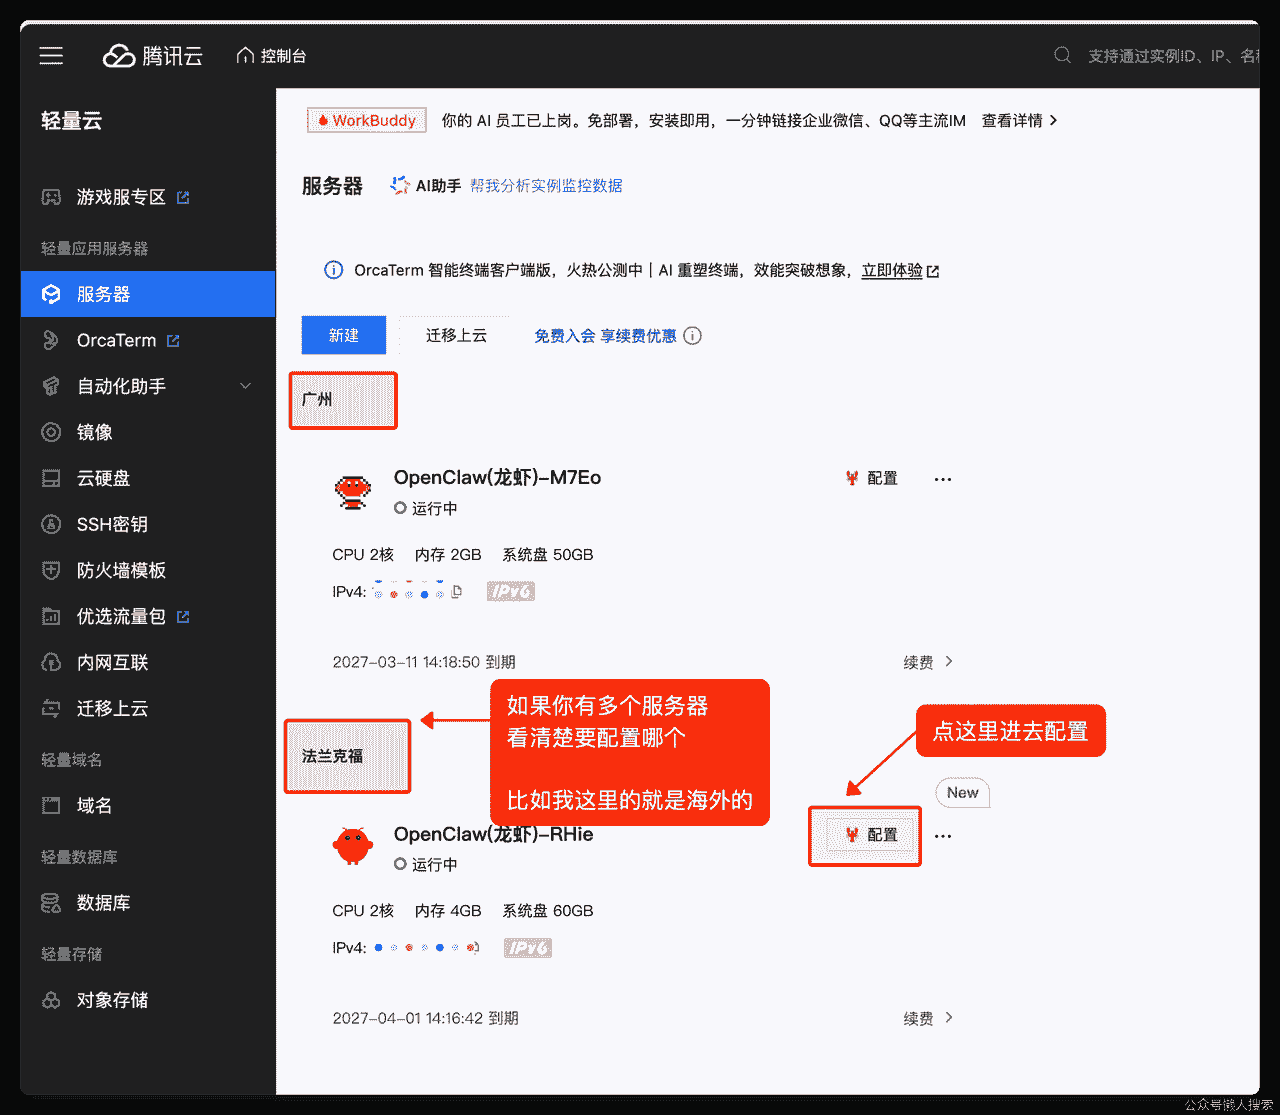 腾讯云
控制台
支持通过实例ID、IP、名称
轻量云
WorkBuddy 你的 AI 员工已上岗。免部署，安装即用，一分钟链接企业微信、QQ等主流IM 查看详情
服务器 AI助手 帮我分析实例监控数据
游戏服专区
轻量应用服务器
服务器
OrcaTerm
自动化助手
镜像
云硬盘
SSH密钥
防火墙模板
优选流量包
内网互联
迁移上云
轻量域名
域名
轻量数据库
数据库
轻量存储
对象存储
OrcaTerm 智能终端客户端版，火热公测中 | AI 重塑终端，效能突破想象，立即体验
新建 迁移上云 免费入会 享续费优惠
广州
OpenClaw(龙虾)-M7Eo
配置
运行中
CPU 2核 内存 2GB 系统盘 50GB
IPv4:
IPv6
2027-03-11 14:18:50 到期
续费
如果你有多个服务器
看清楚要配置哪个
比如我这里的就是海外的
点这里进去配置
法兰克福
New
OpenClaw(龙虾)-RHie
配置
运行中
CPU 2核 内存 4GB 系统盘 60GB
IPv4:
IPv6
2027-04-01 14:16:42 到期
续费
公众号懒人搜索